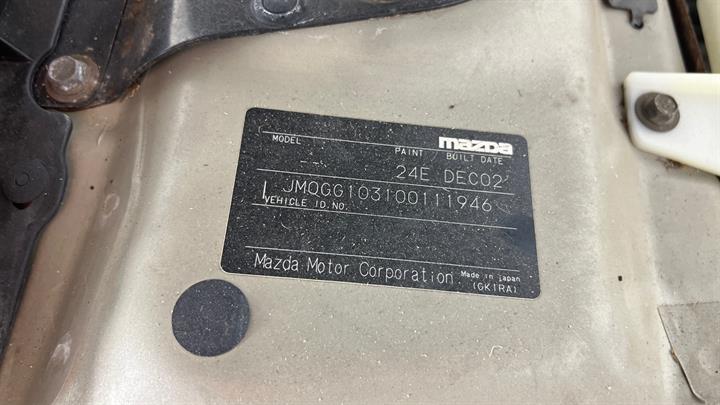 mazda
MODEL PAINT BUILT DATE
-- 24E DEC02
JMQGG103100111946
VEHICLE ID.NO.
Mazda Motor Corporation Made in japan
(GK1RA)